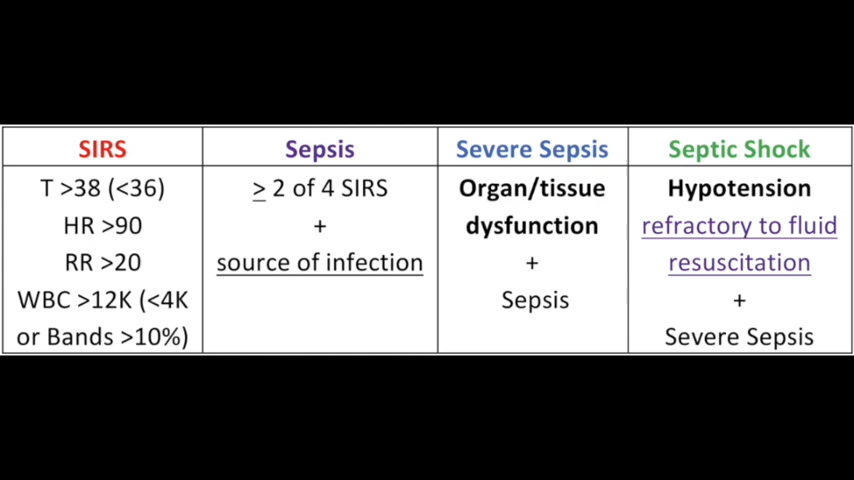 SIRS
T >38 (<36)
HR >90
RR >20
WBC >12K (<4K
or Bands >10%)
Sepsis
≥ 2 of 4 SIRS
+
source of infection
Severe Sepsis
Organ/tissue
dysfunction
+
Sepsis
Septic Shock
Hypotension
refractory to fluid
resuscitation
+
Severe Sepsis